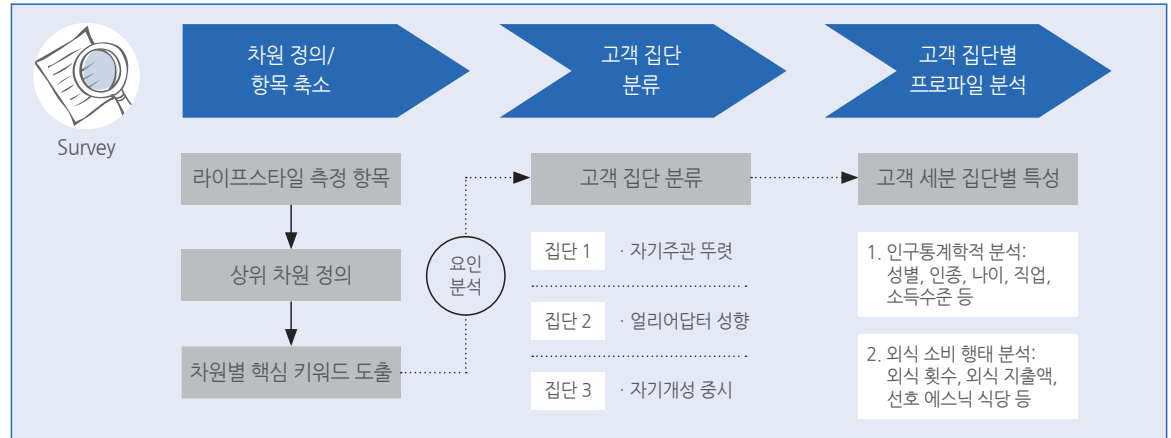 Survey
차원 정의/
항목 축소
고객 집단
분류
고객 집단별
프로파일 분석
라이프스타일 측정 항목
상위 차원 정의
차원별 핵심 키워드 도출
요인
분석
고객 집단 분류
집단 1 · 자기주관 뚜렷
집단 2 · 얼리어답터 성향
집단 3 · 자기개성 중시
고객 세분 집단별 특성
1. 인구통계학적 분석:
성별, 인종, 나이, 직업,
소득수준 등
2. 외식 소비 행태 분석:
외식 횟수, 외식 지출액,
선호 에스닉 식당 등